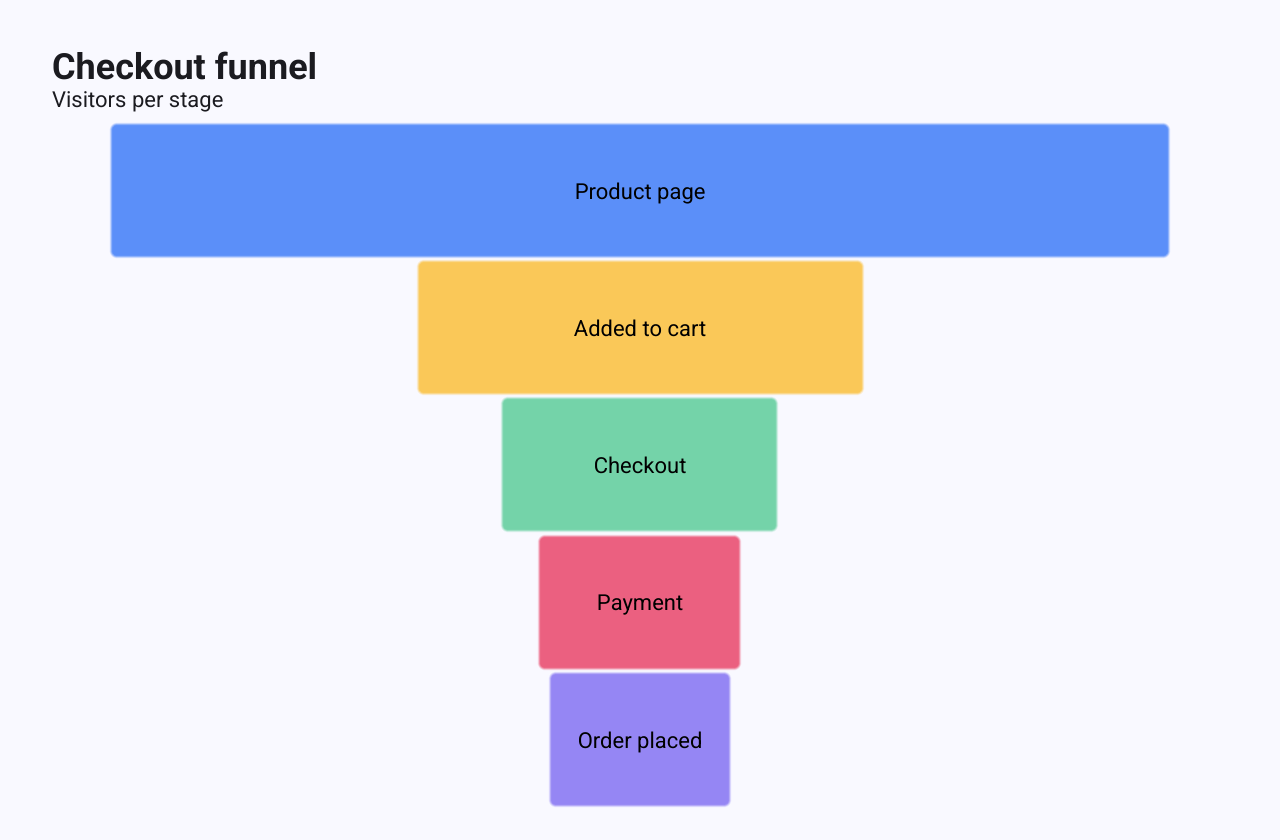 Checkout funnel
Visitors per stage
Product page
Added to cart
Checkout
Payment
Order placed